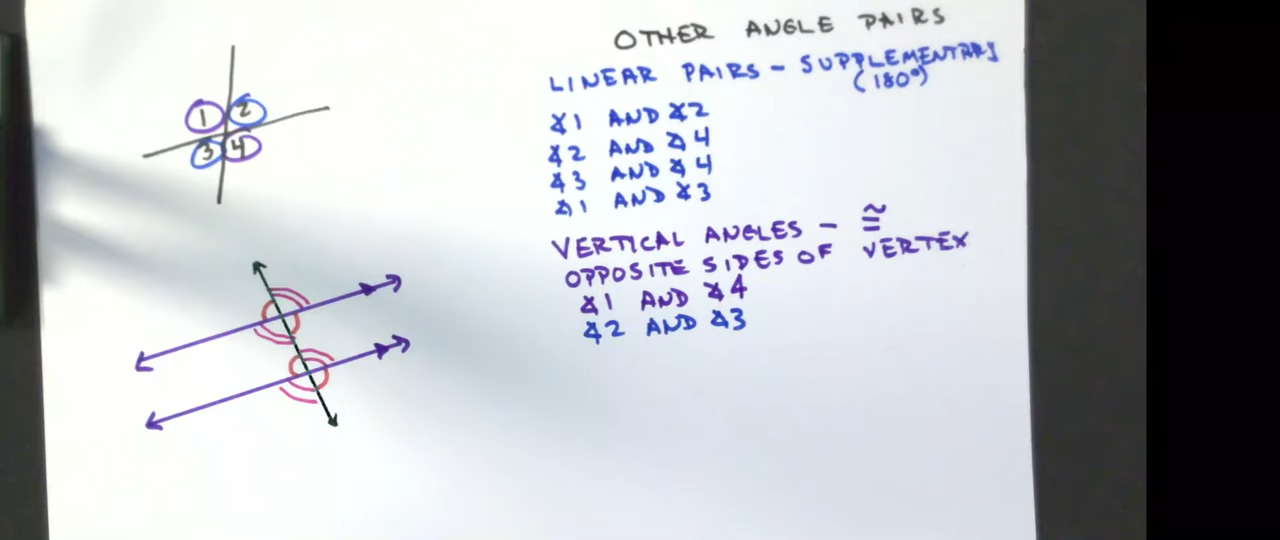 OTHER ANGLE PAIRS
LINEAR PAIRS - SUPPLEMENTARY
(180°)
∡1 AND ∡2
∡2 AND ∡4
∡3 AND ∡4
∡1 AND ∡3
VERTICAL ANGLES - ≅
OPPOSITE SIDES OF VERTEX
∡1 AND ∡4
∡2 AND ∡3
1 2
3 4